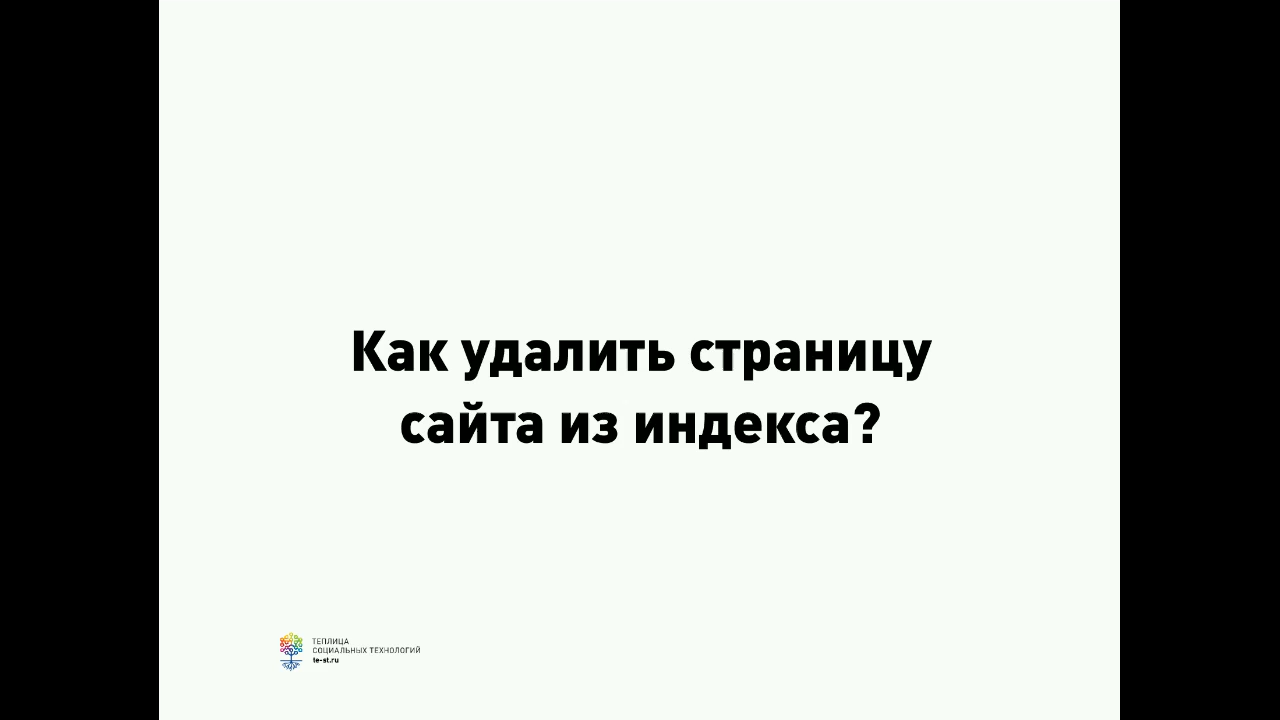 Как удалить страницу
сайта из индекса?
ТЕПЛИЦА
СОЦИАЛЬНЫХ ТЕХНОЛОГИЙ
te-st.ru